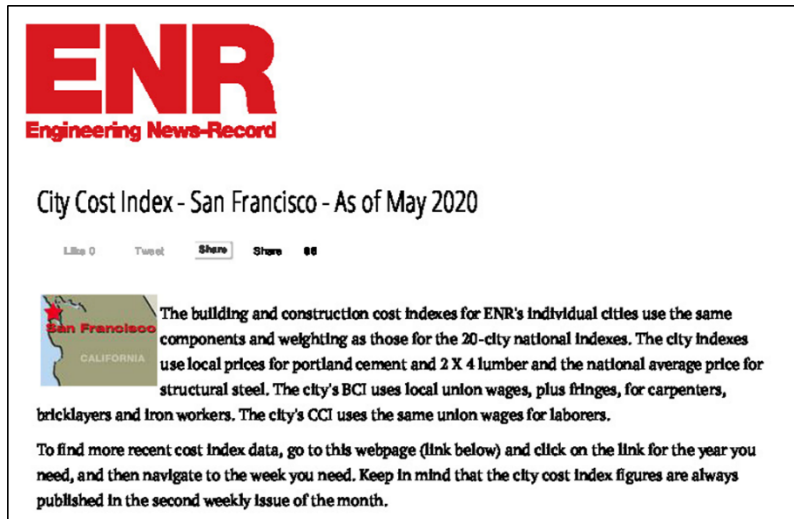 ENR
Engineering News-Record
City Cost Index - San Francisco - As of May 2020
Like 0 Tweet Share Share
San Francisco
CALIFORNIA
The building and construction cost indexes for ENR's individual cities use the same
components and weighting as those for the 20-city national indexes. The city indexes
use local prices for portland cement and 2 X 4 lumber and the national average price for
structural steel. The city's BCI uses local union wages, plus fringes, for carpenters,
bricklayers and iron workers. The city's CCI uses the same union wages for laborers.
To find more recent cost index data, go to this webpage (link below) and click on the link for the year you
need, and then navigate to the week you need. Keep in mind that the city cost index figures are always
published in the second weekly issue of the month.